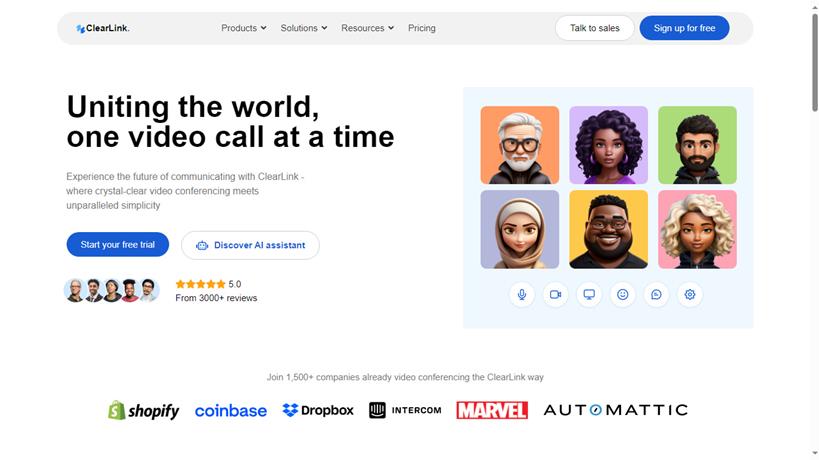 ClearLink.
Products
Solutions
Resources
Pricing
Talk to sales
Sign up for free
Uniting the world,
one video call at a time
Experience the future of communicating with ClearLink -
where crystal-clear video conferencing meets
unparalleled simplicity
Start your free trial
Discover AI assistant
5.0
From 3000+ reviews
Join 1,500+ companies already video conferencing the ClearLink way
shopify
coinbase
Dropbox
INTERCOM
MARVEL
AUTOMATTIC